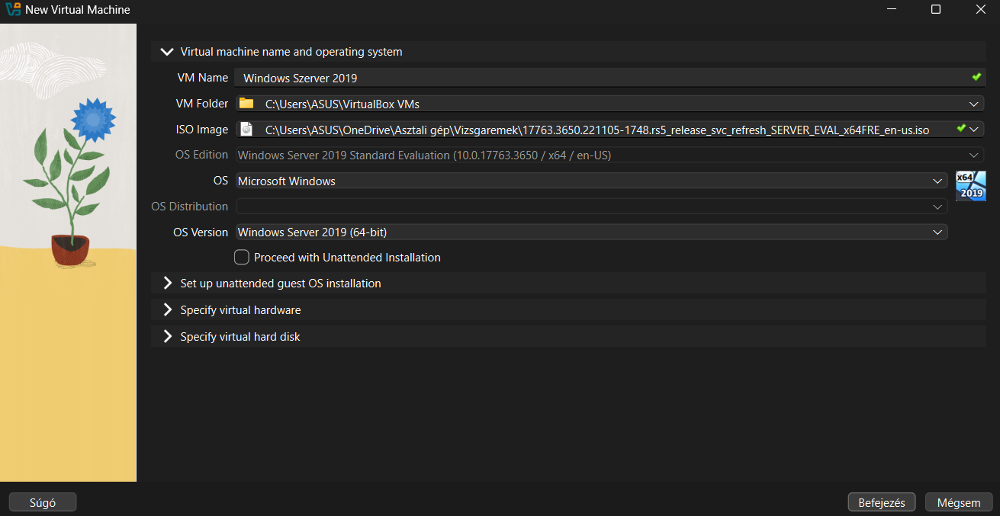 New Virtual Machine
Virtual machine name and operating system
VM Name Windows Szerver 2019
VM Folder C:\Users\ASUS\VirtualBox VMs
ISO Image C:\Users\ASUS\OneDrive\Asztali gép\Vizsgaremek\17763.3650.221105-1748.rs5_release_svc_refresh_SERVER_EVAL_x64FRE_en-us.iso
OS Edition Windows Server 2019 Standard Evaluation (10.0.17763.3650 / x64 / en-US)
OS Microsoft Windows
x64
2019
OS Distribution
OS Version Windows Server 2019 (64-bit)
Proceed with Unattended Installation
Set up unattended guest OS installation
Specify virtual hardware
Specify virtual hard disk
Súgó Befejezés Mégsem